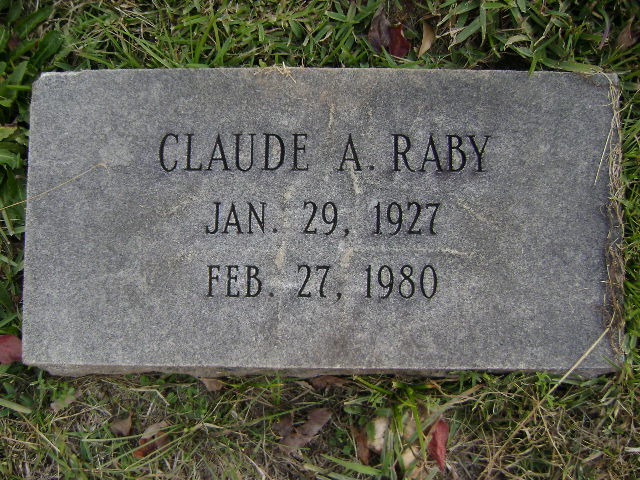 CLAUDE A. RABY
JAN. 29, 1927
FEB. 27, 1980